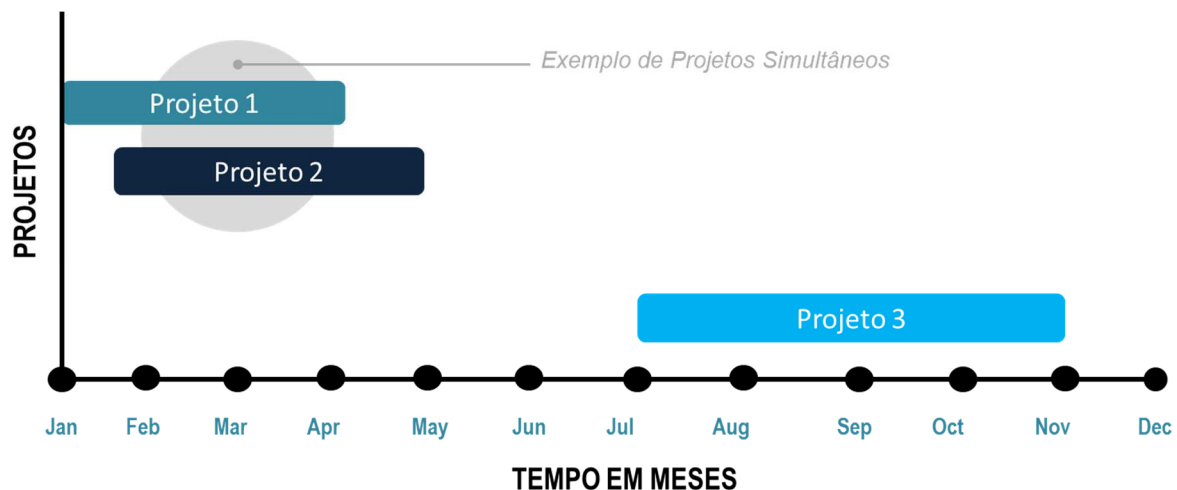 Exemplo de Projetos Simultâneos
Projeto 1
Projeto 2
PROJETOS
Projeto 3
Jan Feb Mar Apr May Jun Jul Aug Sep Oct Nov Dec
TEMPO EM MESES